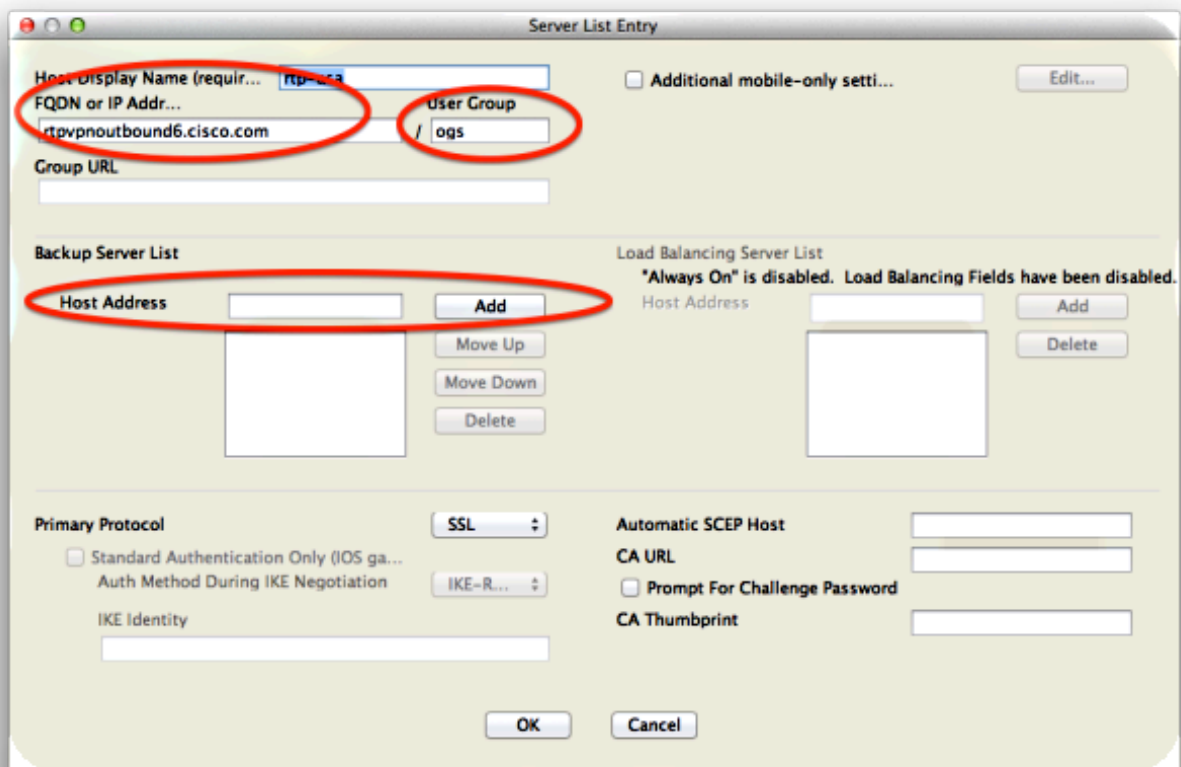 Server List Entry
Host Display Name (requir...
rtp-asa
Additional mobile-only setti...
Edit...
FQDN or IP Addr...
User Group
rtpvpnoutbound6.cisco.com
/
ogs
Group URL
Backup Server List
Load Balancing Server List
"Always On" is disabled. Load Balancing Fields have been disabled.
Host Address
Add
Host Address
Add
Move Up
Delete
Move Down
Delete
Primary Protocol
SSL
Automatic SCEP Host
Standard Authentication Only (IOS ga...
CA URL
Auth Method During IKE Negotiation
IKE-R...
Prompt For Challenge Password
IKE Identity
CA Thumbprint
OK
Cancel